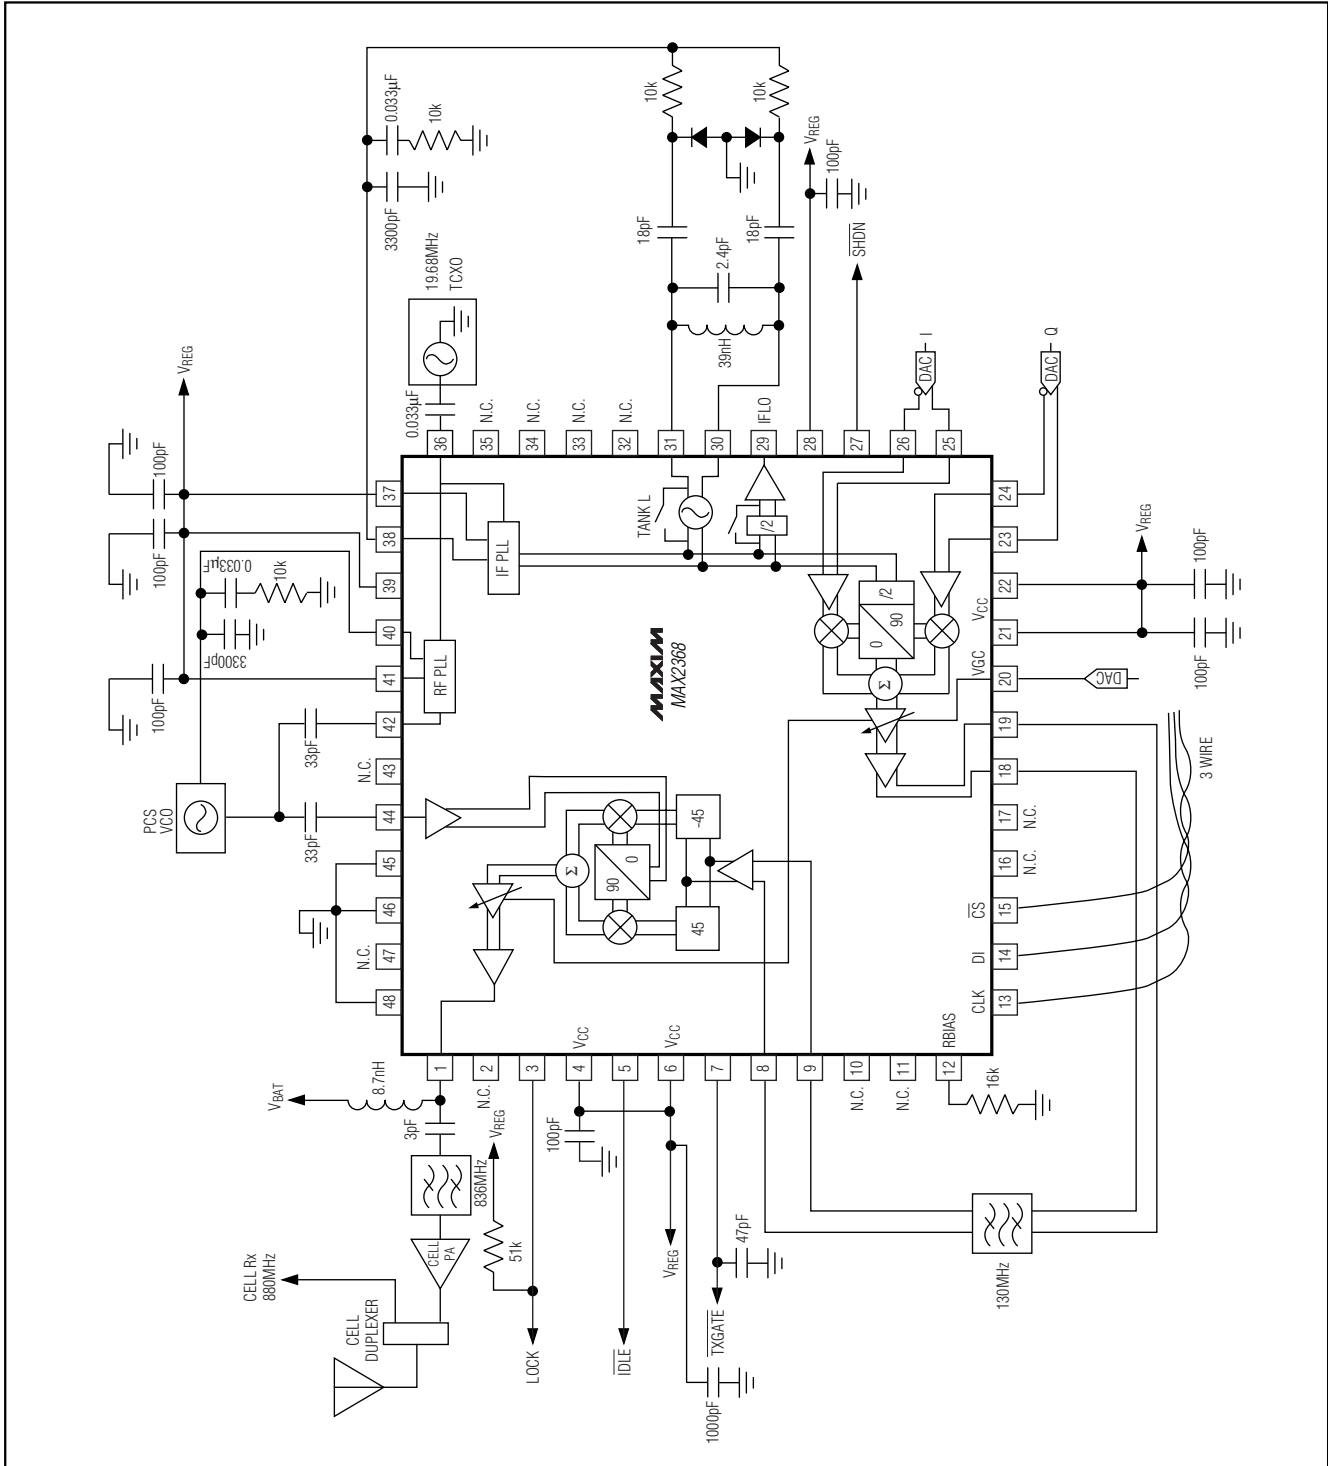 0.033µF
10k
3300pF
19.68MHz
TCXO
0.033µF
10k
10k
18pF
18pF
2.4pF
39nH
VREG
100pF
SHDN
DAC
I
DAC
Q
VREG
100pF
100pF
100pF
0.033µF
10k
3300pF
100pF
33pF
33pF
PCS
VCO
36
35
N.C.
34
N.C.
33
N.C.
32
N.C.
31
30
29
IFLO
28
27
26
25
37
38
39
40
41
42
43
N.C.
44
45
46
47
N.C.
48
IF PLL
RF PLL
TANK L
/2
/2
90
0
Σ
MAXIM
MAX2368
-45
45
90
0
Σ
24
23
22
VCC
21
20
VGC
19
18
17
N.C.
16
N.C.
15
CS
14
DI
13
CLK
VREG
100pF
100pF
DAC
3 WIRE
1
2
N.C.
3
4
VCC
5
6
VCC
7
8
9
10
N.C.
11
N.C.
12
RBIAS
16k
VBAT
8.7nH
3pF
836MHz
CELL
PA
CELL Rx
880MHz
CELL
DUPLEXER
VREG
51k
LOCK
100pF
IDLE
VREG
1000pF
TXGATE
47pF
130MHz